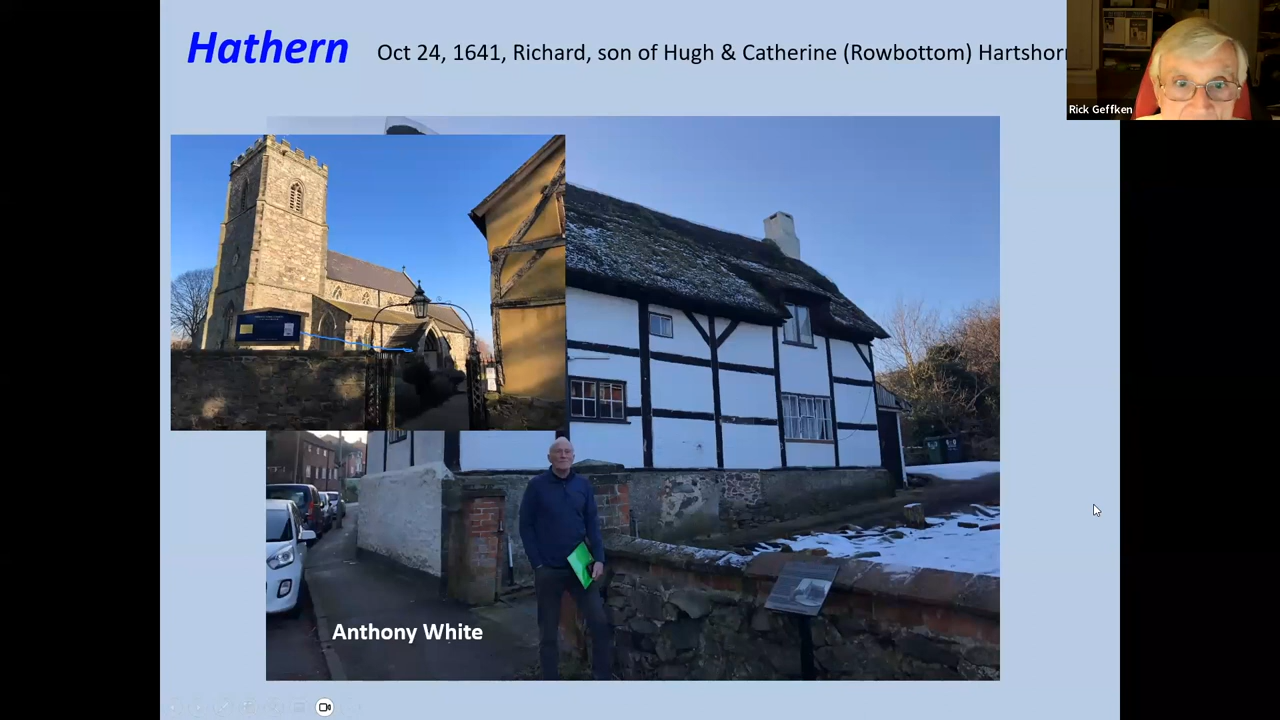 Hathern
Oct 24, 1641, Richard, son of Hugh & Catherine (Rowbottom) Hartshor
Rick Geffken
Anthony White